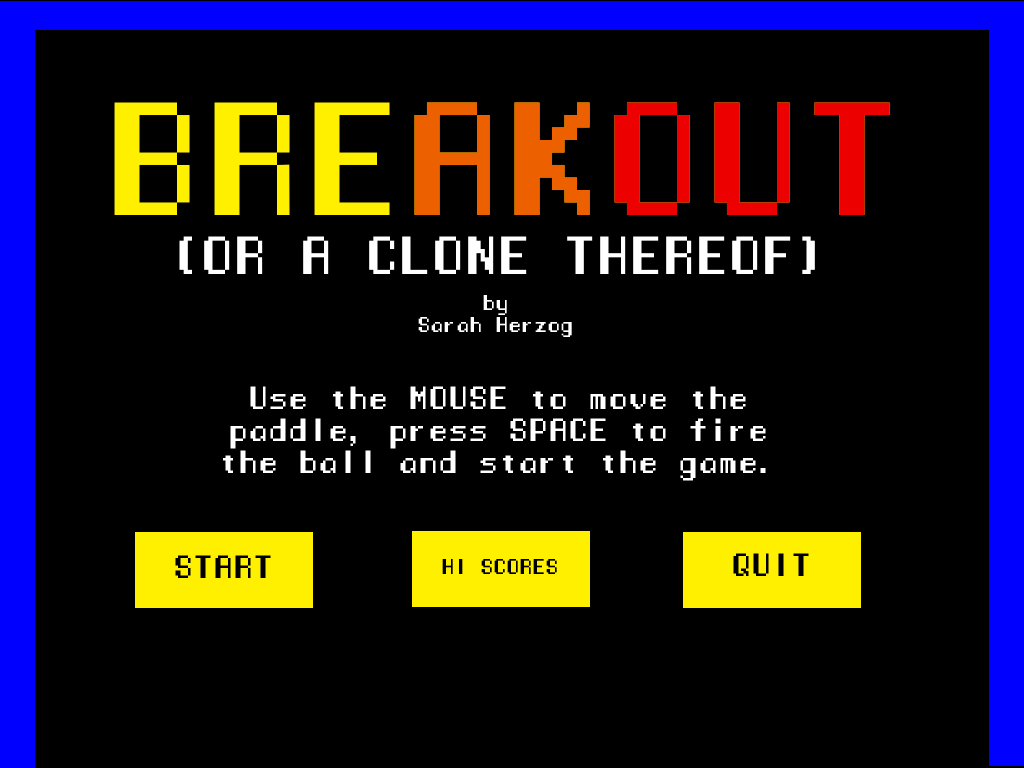 BREAKOUT
(OR A CLONE THEREOF)
by
Sarah Herzog
Use the MOUSE to move the
paddle, press SPACE to fire
the ball and start the game.
START
HI SCORES
QUIT